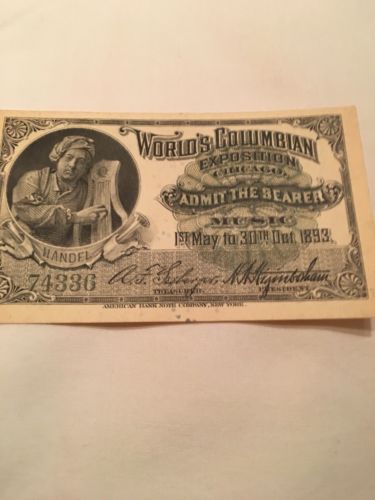 WORLD'S COLUMBIAN
EXPOSITION
CHICAGO,
ADMIT THE BEARER
MUSIC
1ST MAY to 30TH Oct. 1893.
HANDEL
74336
TREASURER.
PRESIDENT.
AMERICAN BANK NOTE COMPANY, NEW YORK.